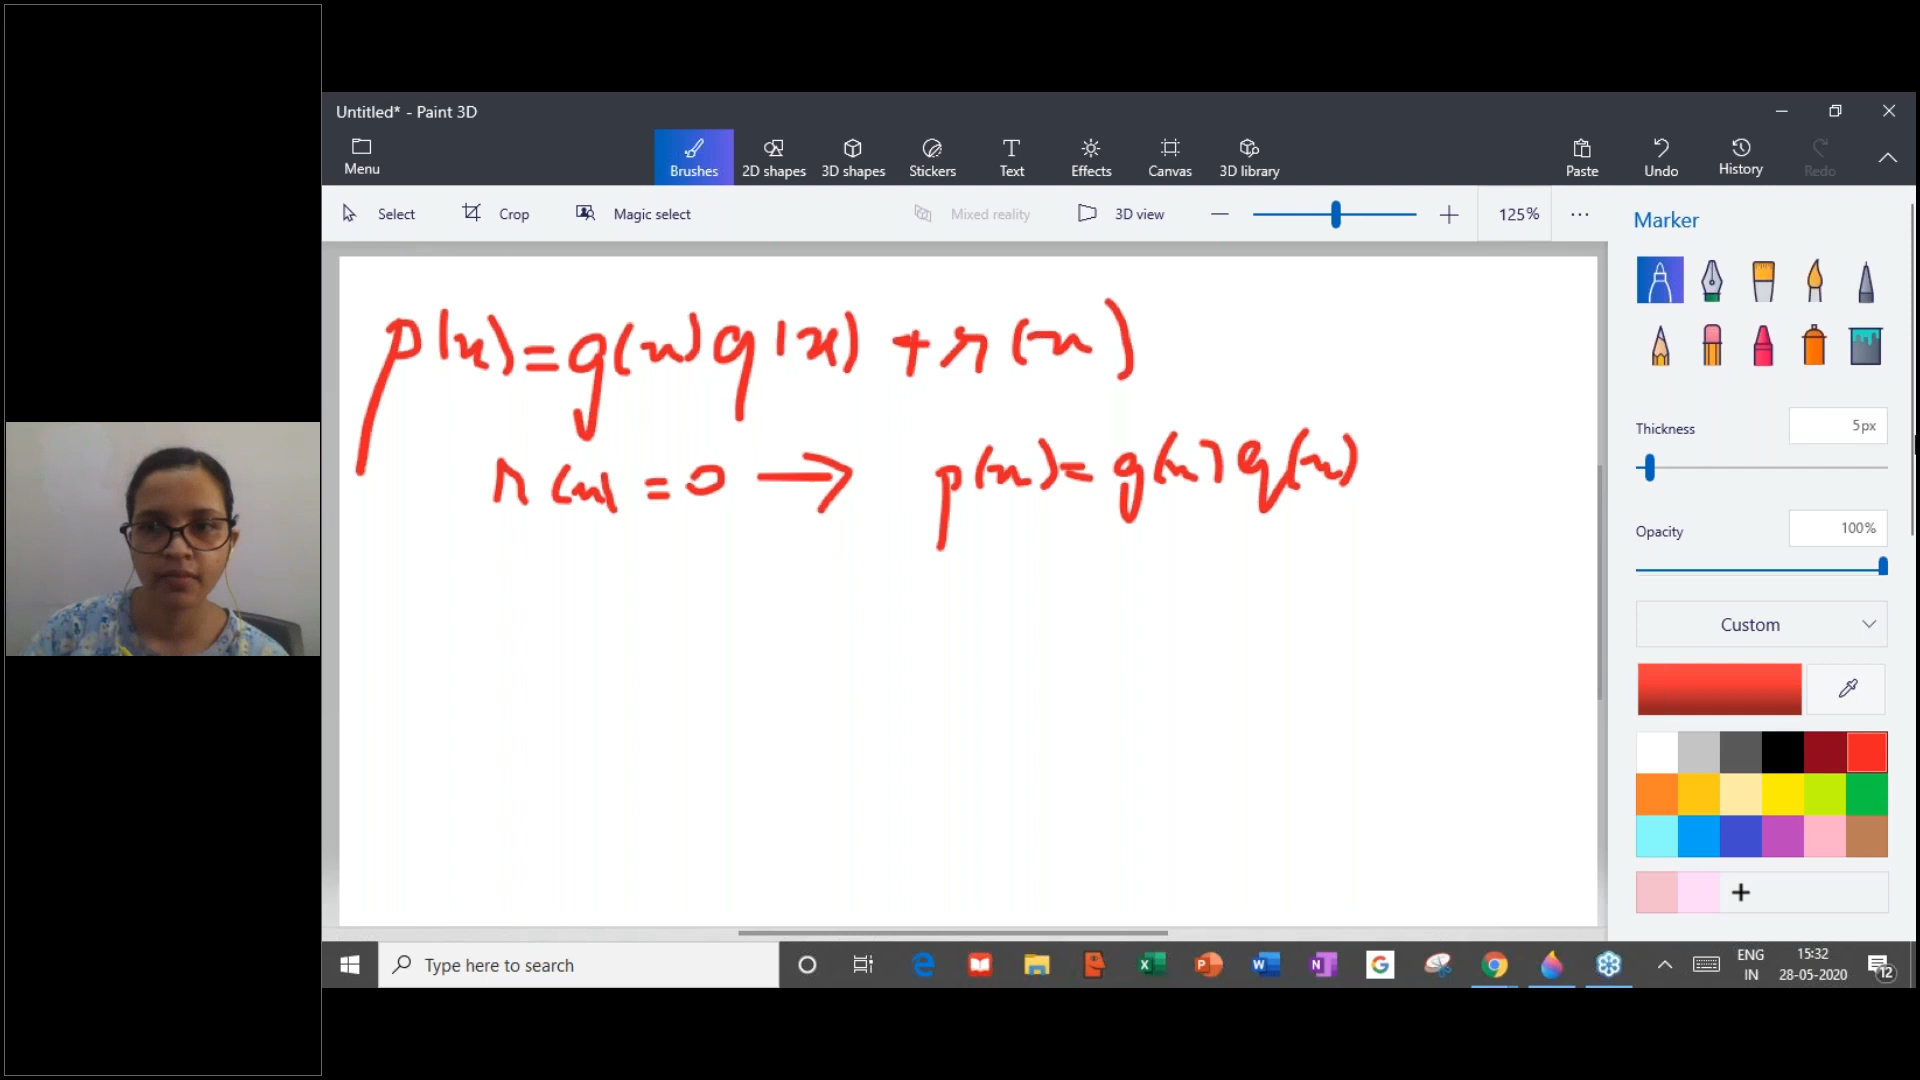 Untitled* - Paint 3D
Menu
Brushes
2D shapes
3D shapes
Stickers
Text
Effects
Canvas
3D library
Paste
Undo
History
Redo
Select
Crop
Magic select
Mixed reality
3D view
125%
Marker
Thickness
5px
Opacity
100%
Custom
p(x) = g(x) q(x) + r(x)
r(x) = 0 → p(x) = g(x) q(x)
Type here to search
ENG
IN
15:32
28-05-2020
12